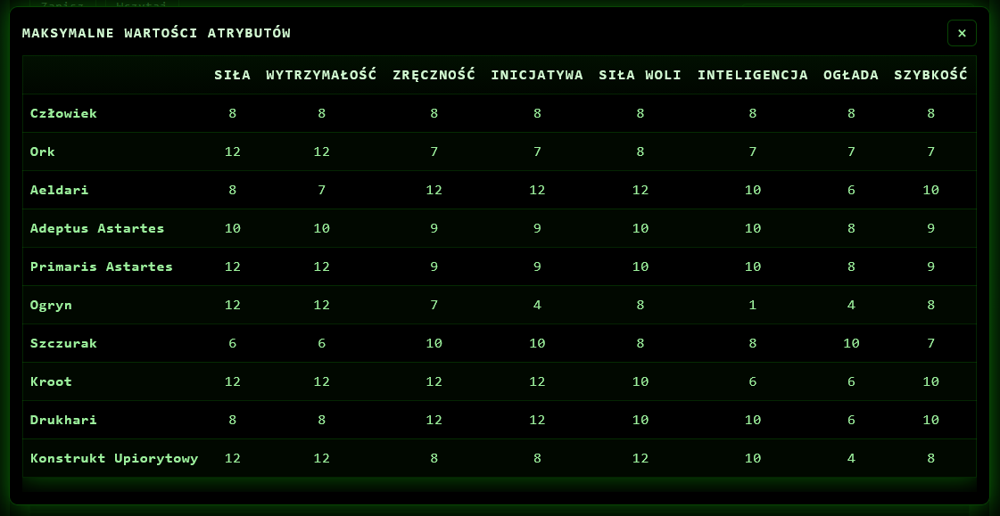 Zapisz Wczytaj
MAKSYMALNE WARTOŚCI ATRYBUTÓW ×
SIŁA WYTRZYMAŁOŚĆ ZRĘCZNOŚĆ INICJATYWA SIŁA WOLI INTELIGENCJA OGŁADA SZYBKOŚĆ
Człowiek 8 8 8 8 8 8 8 8
Ork 12 12 7 7 8 7 7 7
Aeldari 8 7 12 12 12 10 6 10
Adeptus Astartes 10 10 9 9 10 10 8 9
Primaris Astartes 12 12 9 9 10 10 8 9
Ogryn 12 12 7 4 8 1 4 8
Szczurak 6 6 10 10 8 8 10 7
Kroot 12 12 12 12 10 6 6 10
Drukhari 8 8 12 12 10 10 6 10
Konstrukt Upiorytowy 12 12 8 8 12 10 4 8